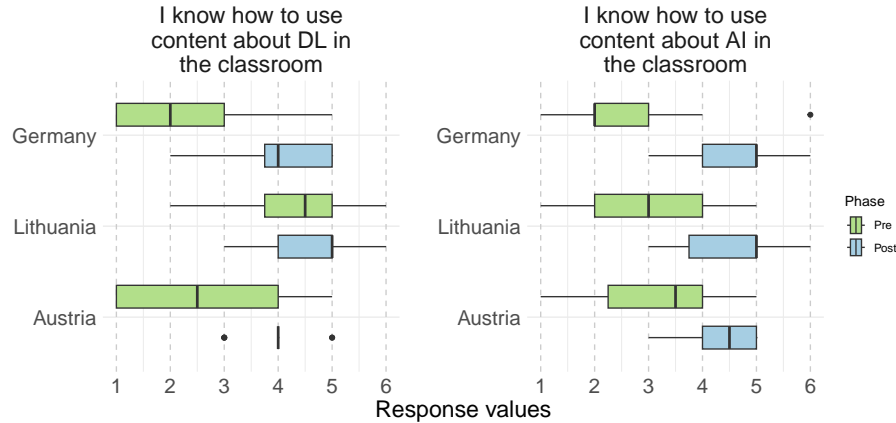 I know how to use
content about DL in
the classroom
I know how to use
content about AI in
the classroom
Germany
Lithuania
Austria
1 2 3 4 5 6
Germany
Lithuania
Austria
1 2 3 4 5 6
Response values
Phase
Pre
Post